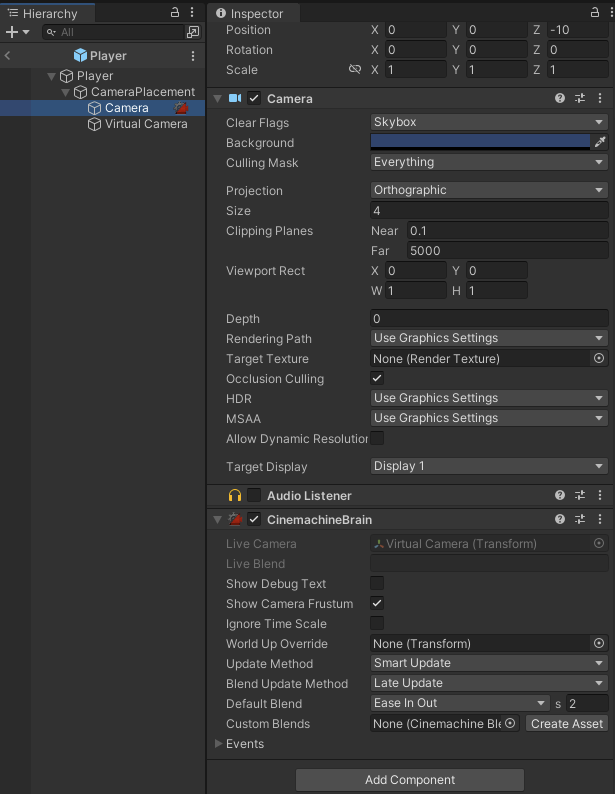 Hierarchy
All
Player
Player
CameraPlacement
Camera
Virtual Camera
Inspector
Position X 0 Y 0 Z -10
Rotation X 0 Y 0 Z 0
Scale X 1 Y 1 Z 1
Camera
Clear Flags Skybox
Background
Culling Mask Everything
Projection Orthographic
Size 4
Clipping Planes Near 0.1
Far 5000
Viewport Rect X 0 Y 0
W 1 H 1
Depth 0
Rendering Path Use Graphics Settings
Target Texture None (Render Texture)
Occlusion Culling
HDR Use Graphics Settings
MSAA Use Graphics Settings
Allow Dynamic Resolution
Target Display Display 1
Audio Listener
CinemachineBrain
Live Camera Virtual Camera (Transform)
Live Blend
Show Debug Text
Show Camera Frustum
Ignore Time Scale
World Up Override None (Transform)
Update Method Smart Update
Blend Update Method Late Update
Default Blend Ease In Out s 2
Custom Blends None (Cinemachine Ble Create Asset
Events
Add Component